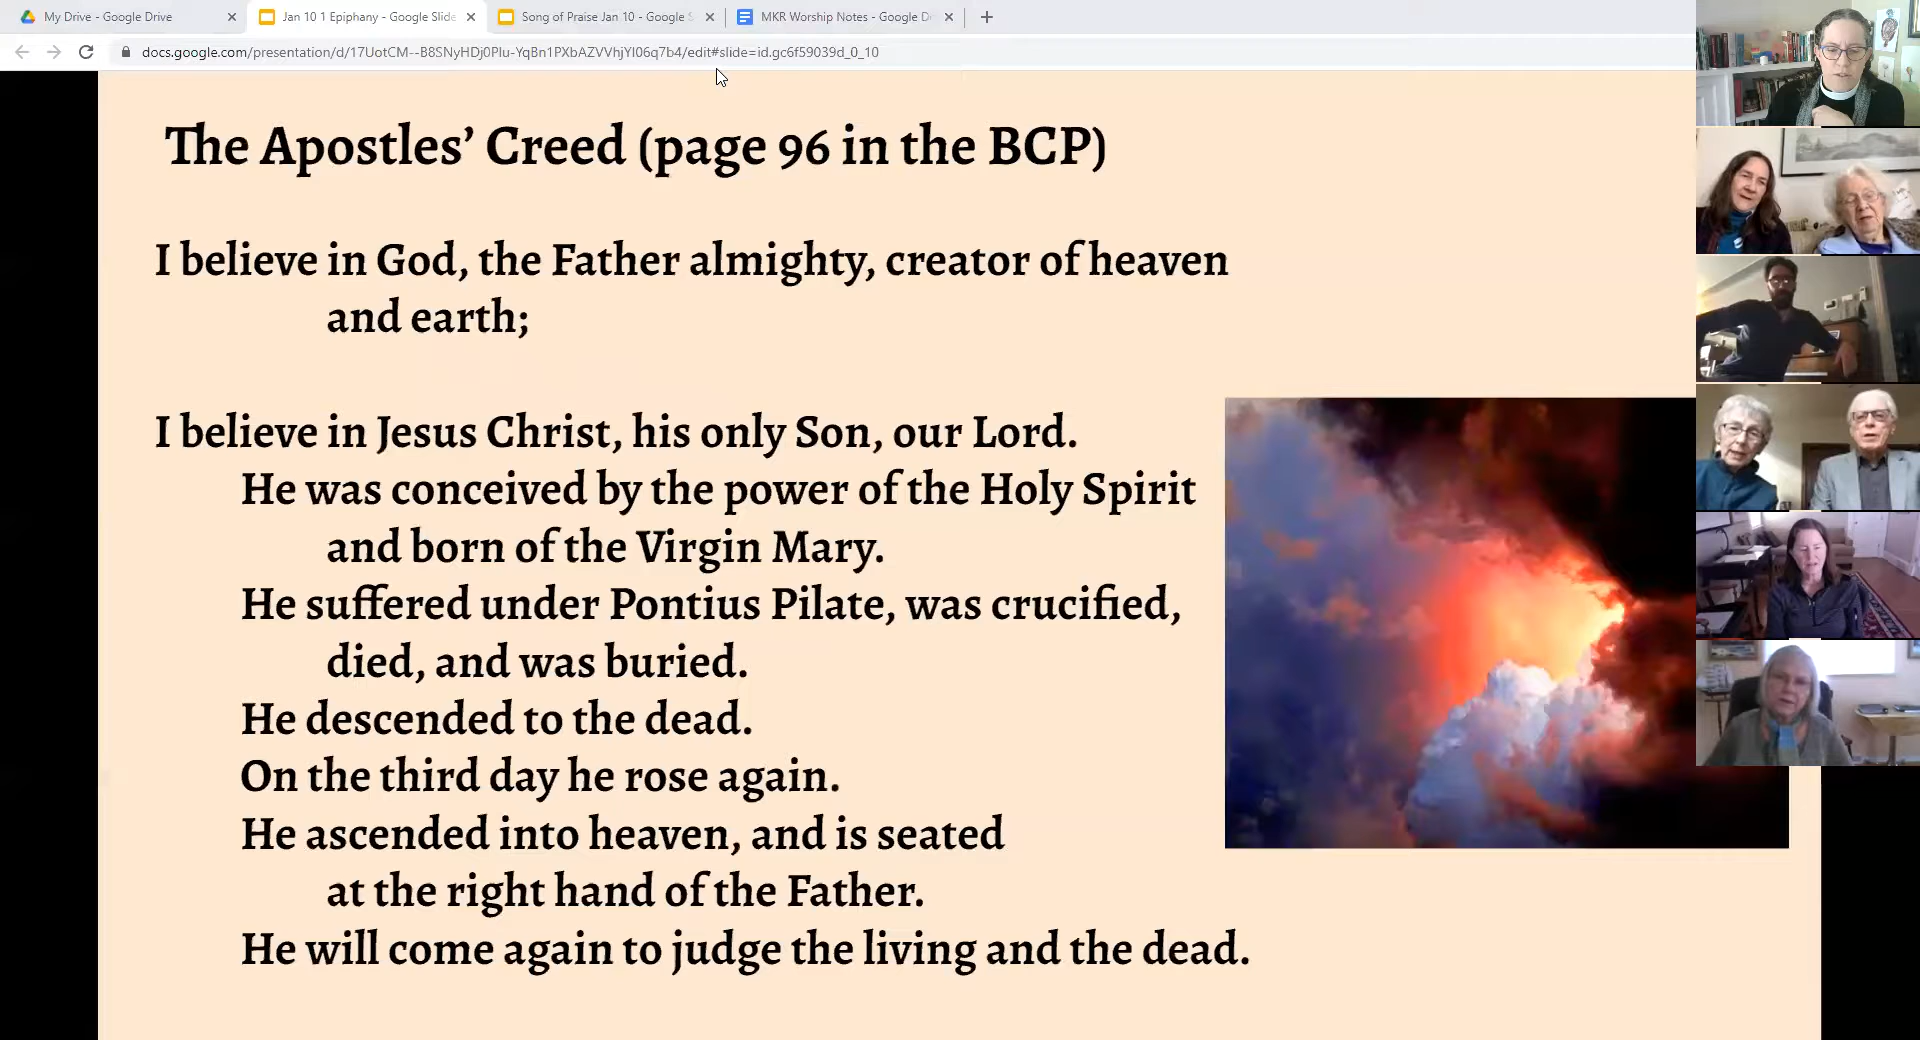 My Drive - Google Drive
Jan 10 1 Epiphany - Google Slide
Song of Praise Jan 10 - Google S
MKR Worship Notes - Google D
docs.google.com/presentation/d/17UotCM--B8SNyHDj0Plu-YqBn1PXbAZVVhjYl06q7b4/edit#slide=id.gc6f59039d_0_10
The Apostles’ Creed (page 96 in the BCP)
I believe in God, the Father almighty, creator of heaven
and earth;
I believe in Jesus Christ, his only Son, our Lord.
He was conceived by the power of the Holy Spirit
and born of the Virgin Mary.
He suffered under Pontius Pilate, was crucified,
died, and was buried.
He descended to the dead.
On the third day he rose again.
He ascended into heaven, and is seated
at the right hand of the Father.
He will come again to judge the living and the dead.